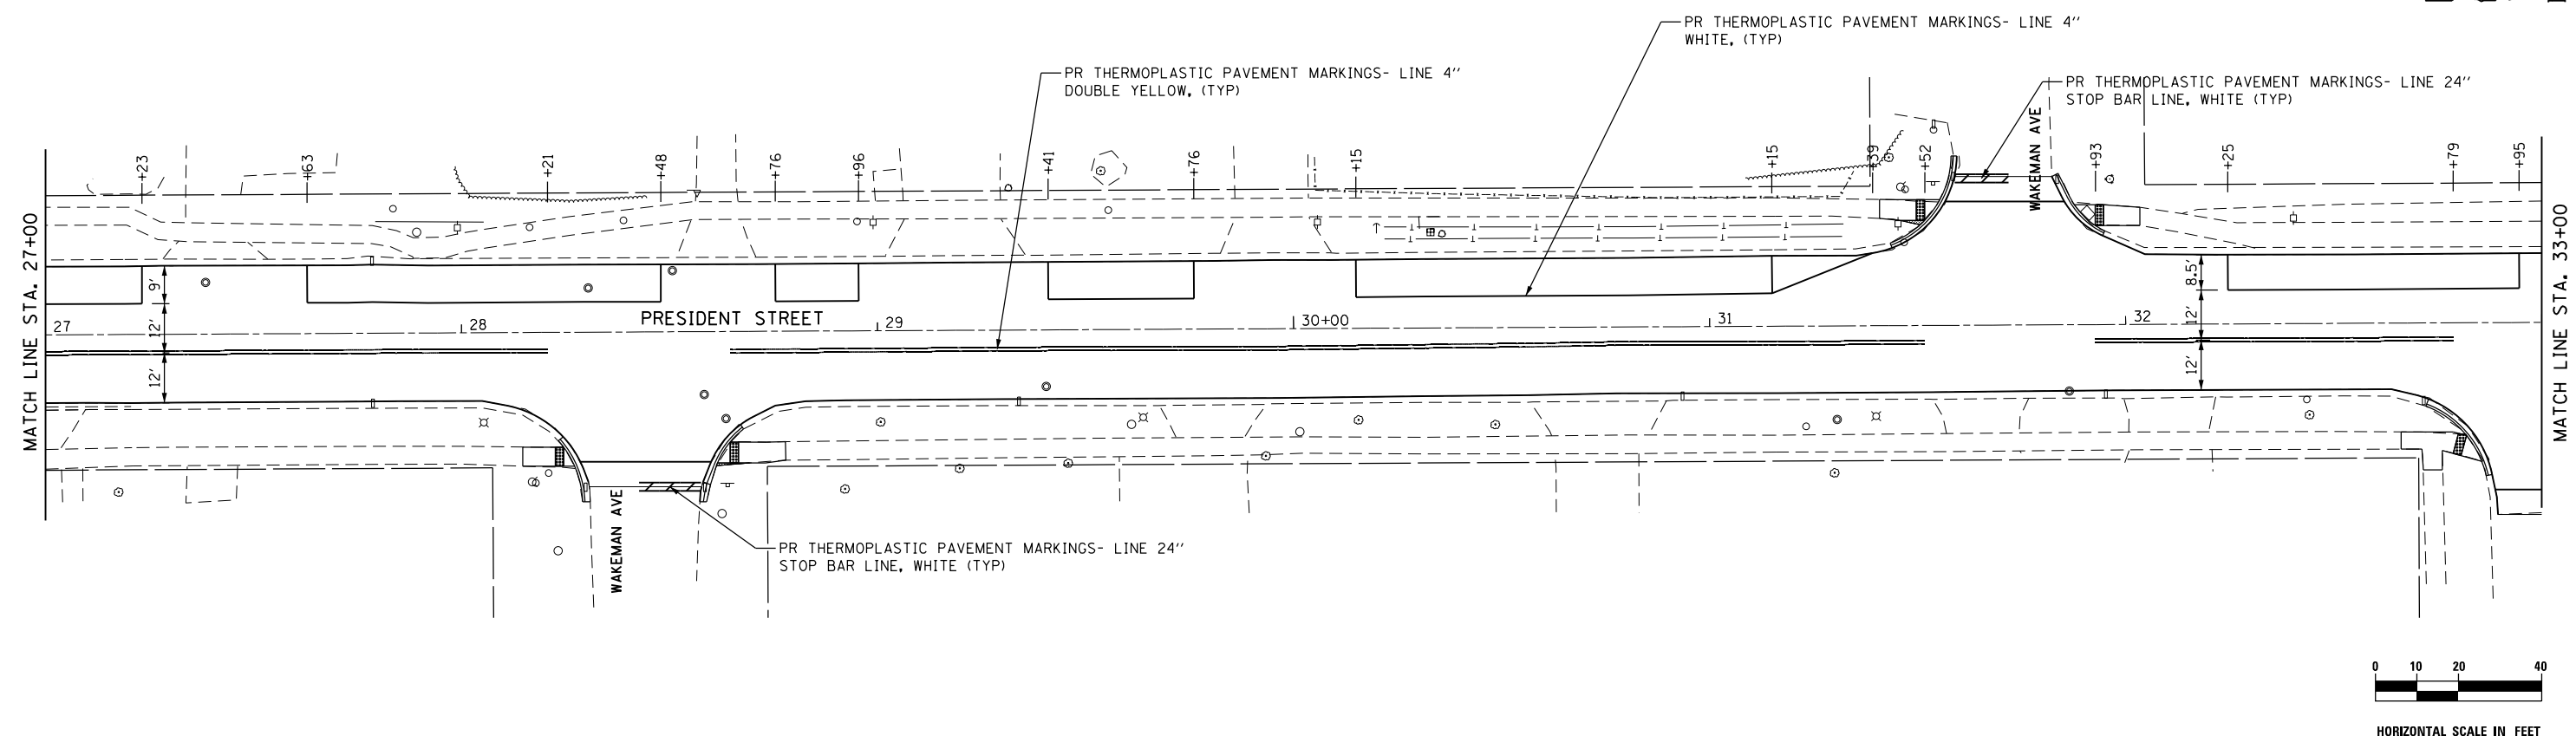 PR THERMOPLASTIC PAVEMENT MARKINGS- LINE 4''
WHITE, (TYP)
PR THERMOPLASTIC PAVEMENT MARKINGS- LINE 4''
DOUBLE YELLOW, (TYP)
PR THERMOPLASTIC PAVEMENT MARKINGS- LINE 24''
STOP BAR LINE, WHITE (TYP)
WAKEMAN AVE
+23
+63
+21
+48
+76
+96
+41
+76
+15
+15
+39
+52
+93
+25
+79
+95
MATCH LINE STA. 27+00
MATCH LINE STA. 33+00
9'
12'
12'
8.5'
12'
12'
PRESIDENT STREET
27
28
29
30+00
31
32
WAKEMAN AVE
PR THERMOPLASTIC PAVEMENT MARKINGS- LINE 24''
STOP BAR LINE, WHITE (TYP)
0 10 20 40
HORIZONTAL SCALE IN FEET